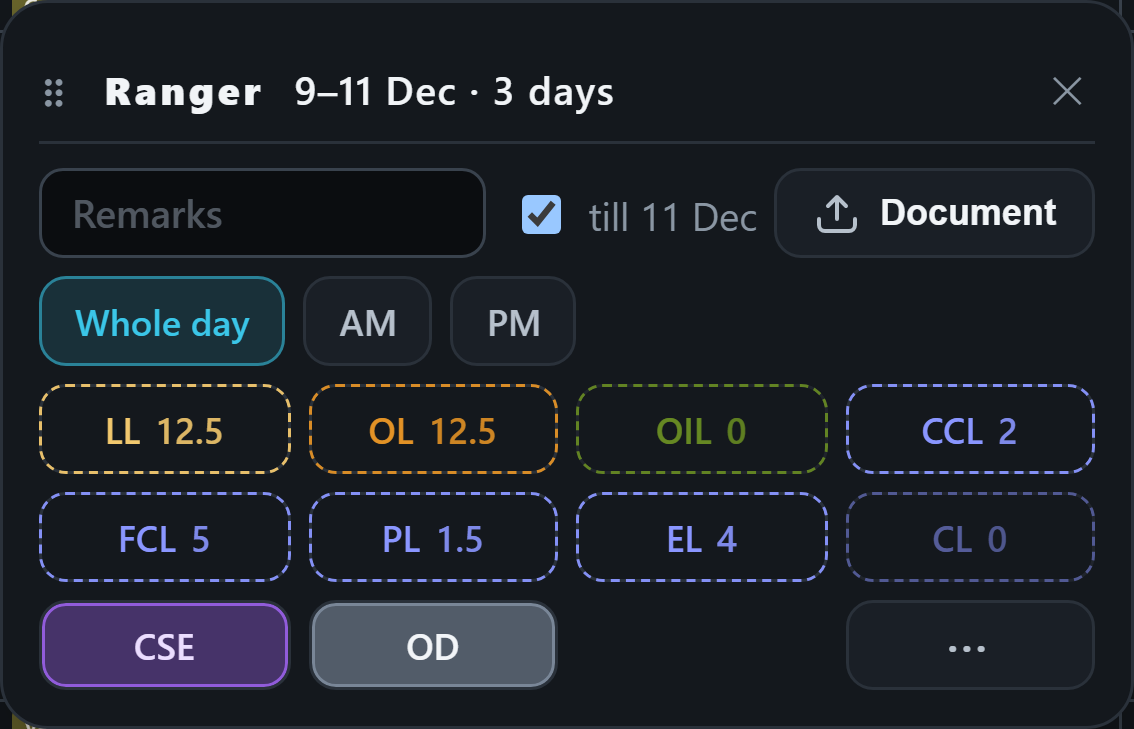 Ranger 9–11 Dec · 3 days
Remarks till 11 Dec Document
Whole day AM PM
LL 12.5 OL 12.5 OIL 0 CCL 2
FCL 5 PL 1.5 EL 4 CL 0
CSE OD ...